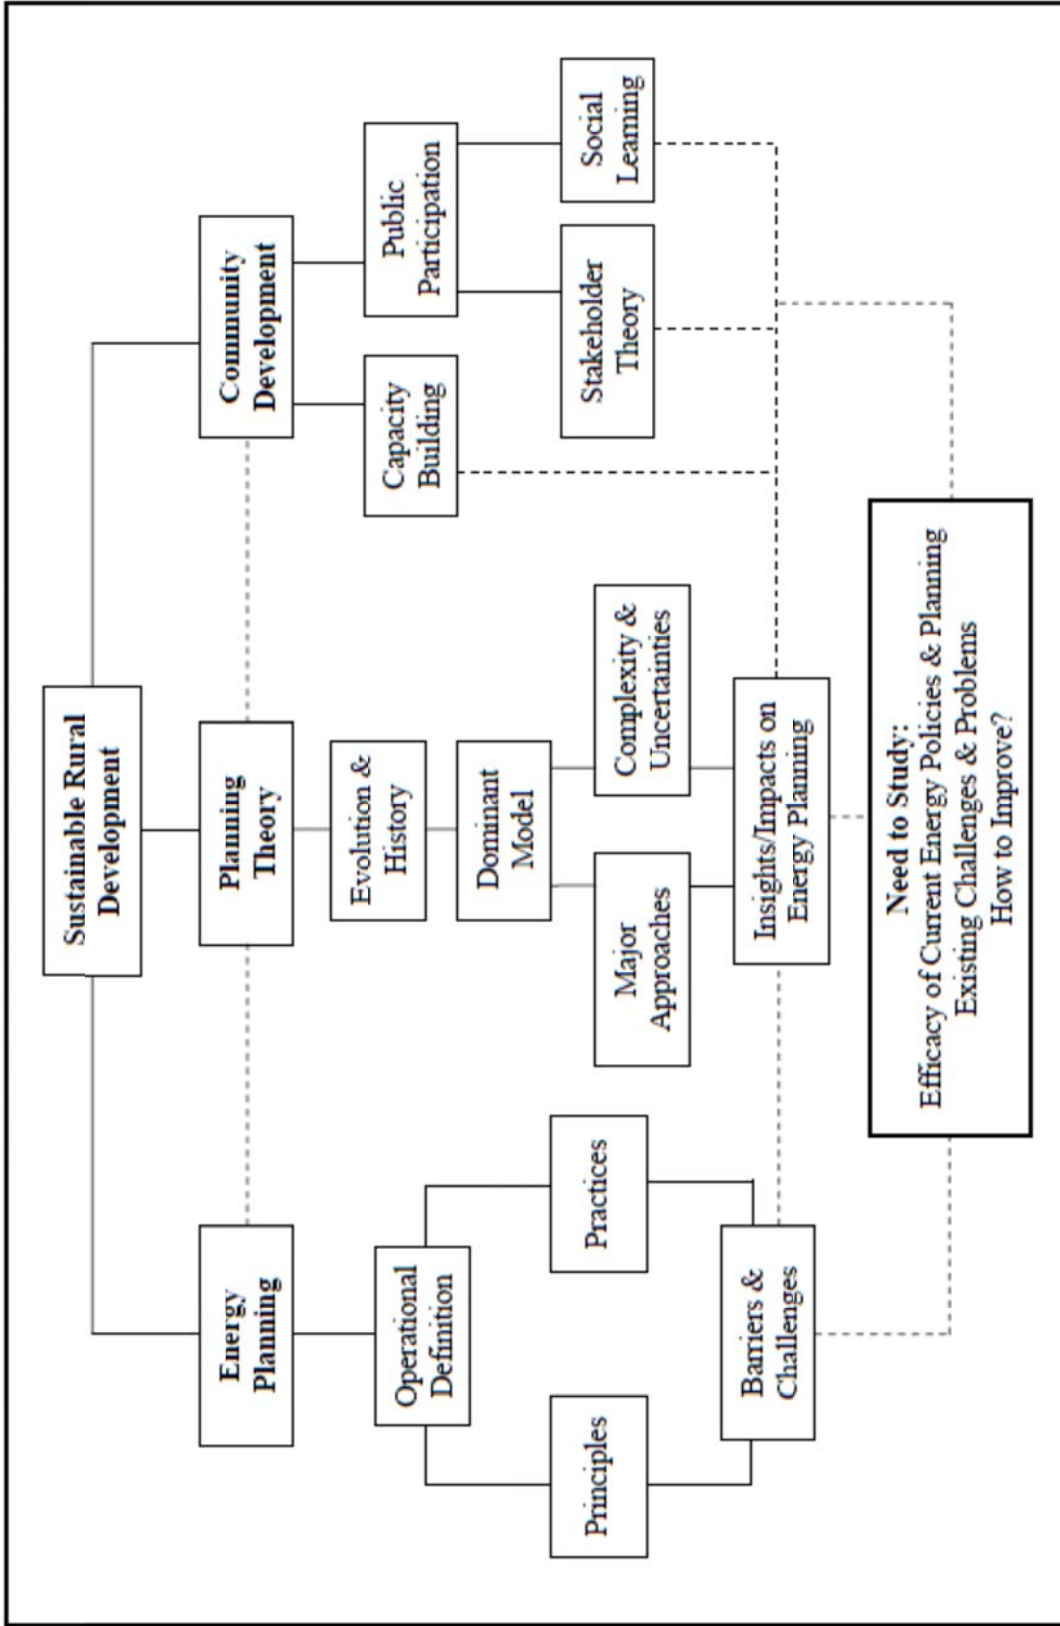 Sustainable Rural
Development
Energy
Planning
Planning
Theory
Community
Development
Operational
Definition
Evolution &
History
Capacity
Building
Public
Participation
Principles
Practices
Dominant
Model
Stakeholder
Theory
Social
Learning
Major
Approaches
Complexity &
Uncertainties
Barriers &
Challenges
Insights/Impacts on
Energy Planning
Need to Study:
Efficacy of Current Energy Policies & Planning
Existing Challenges & Problems
How to Improve?